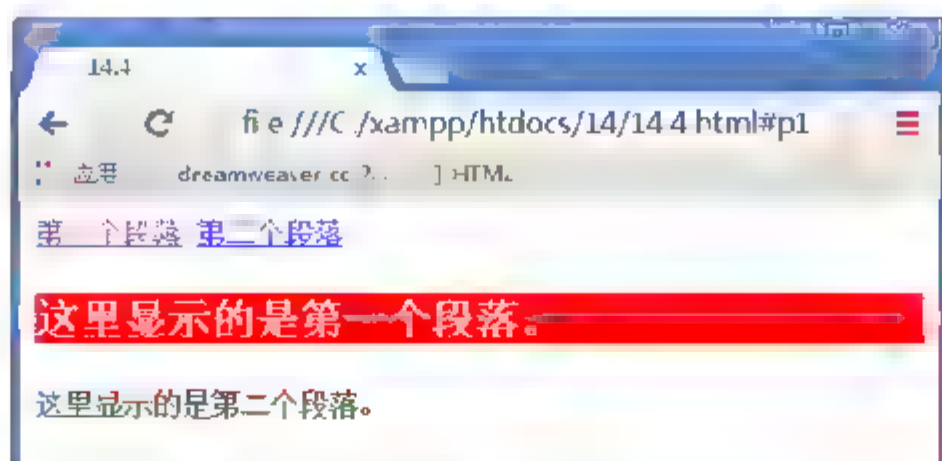 14.4 x
file:///C:/xampp/htdocs/14/14.4.html#p1
应用 dreamweaver cc
第一个段落 第二个段落
这里显示的是第一个段落。
这里显示的是第二个段落。